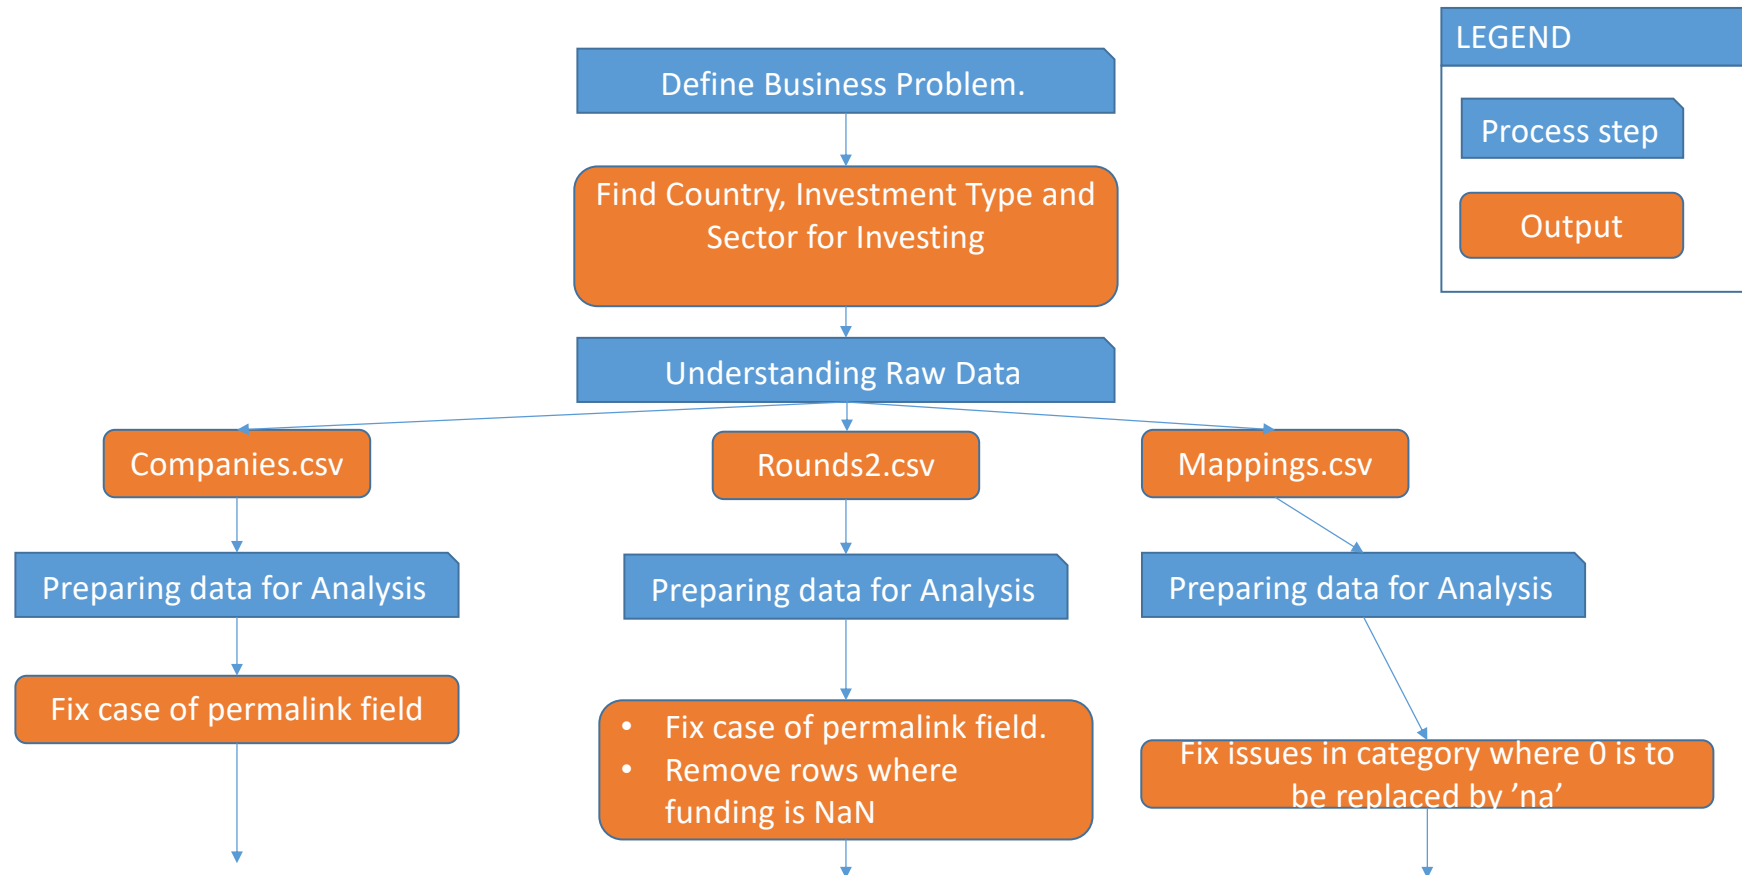 LEGEND
Define Business Problem.
Process step
Find Country, Investment Type and
Sector for Investing
Output
Understanding Raw Data
Companies.csv
Rounds2.csv
Mappings.csv
Preparing data for Analysis
Preparing data for Analysis
Preparing data for Analysis
Fix case of permalink field
• Fix case of permalink field.
• Remove rows where
funding is NaN
Fix issues in category where 0 is to
be replaced by ’na’